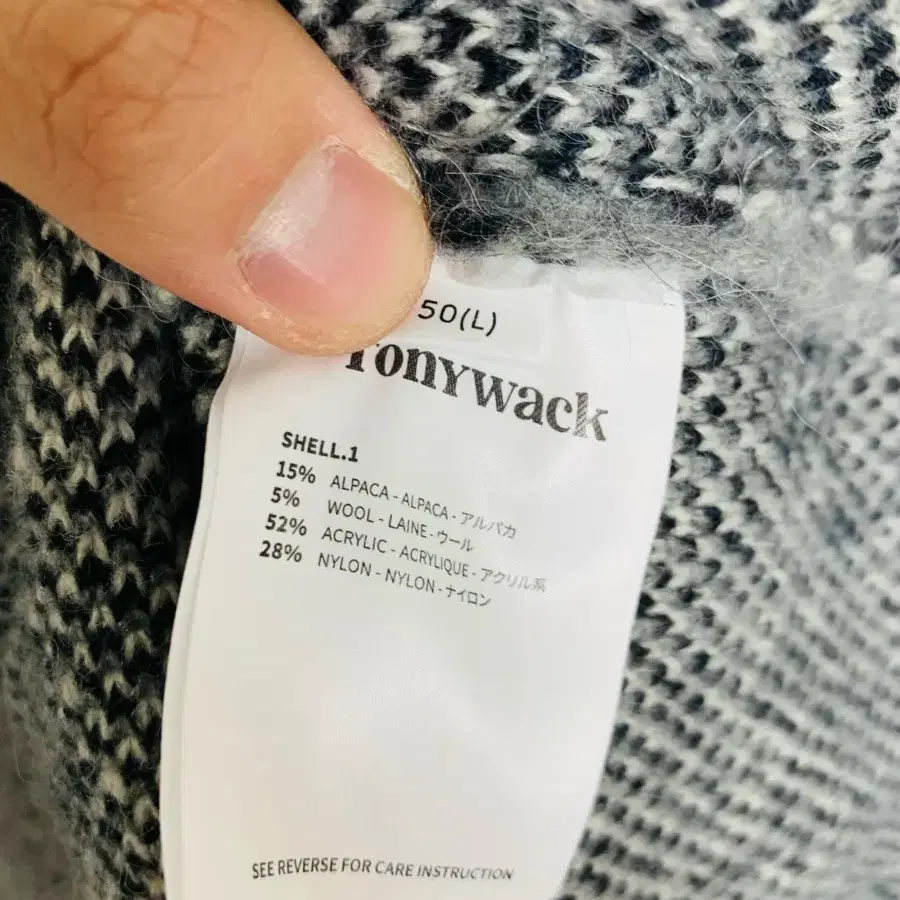 50(L)
Tonywack
SHELL.1
15% ALPACA - ALPACA - アルパカ
5% WOOL - LAINE - ウール
52% ACRYLIC - ACRYLIQUE - アクリル系
28% NYLON - NYLON - ナイロン
SEE REVERSE FOR CARE INSTRUCTION